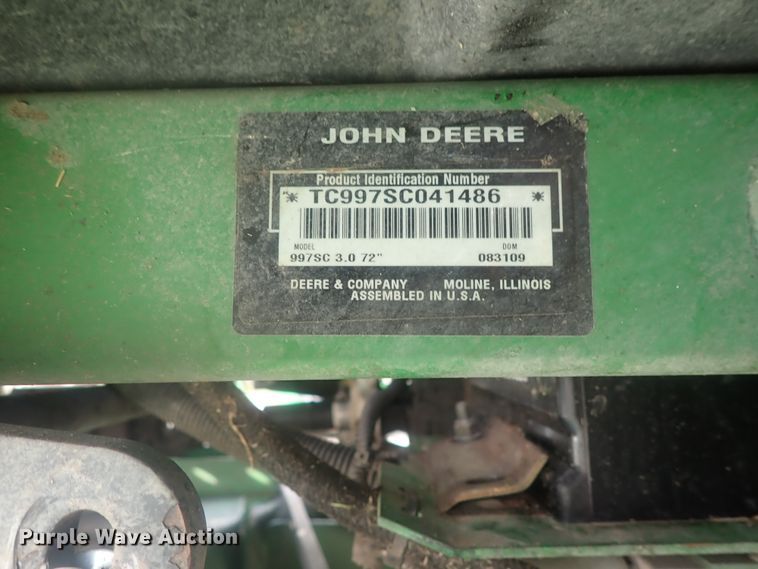 JOHN DEERE
Product Identification Number
* TC997SC041486 *
MODEL DOM
997SC 3.0 72" 083109
DEERE & COMPANY MOLINE, ILLINOIS
ASSEMBLED IN U.S.A.
Purple Wave Auction